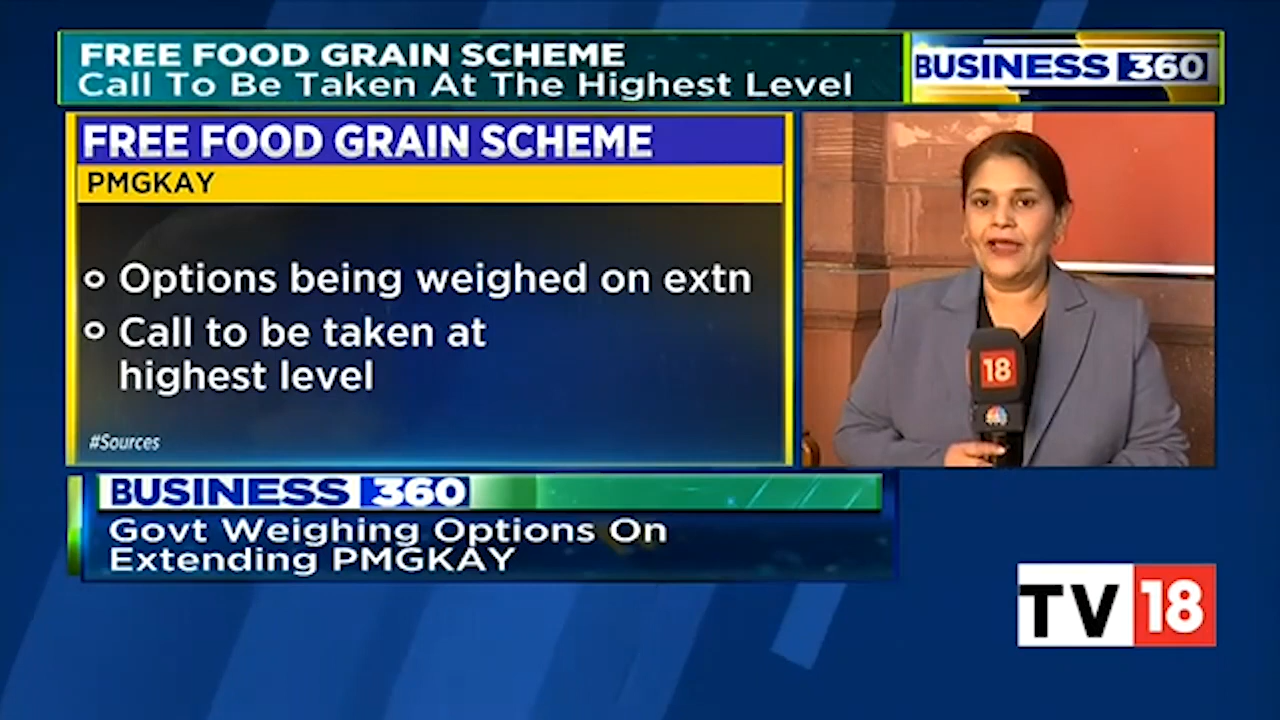 FREE FOOD GRAIN SCHEME
Call To Be Taken At The Highest Level
BUSINESS 360
FREE FOOD GRAIN SCHEME
PMGKAY
Options being weighed on extn
Call to be taken at
highest level
#Sources
18
BUSINESS 360
Govt Weighing Options On
Extending PMGKAY
TV18